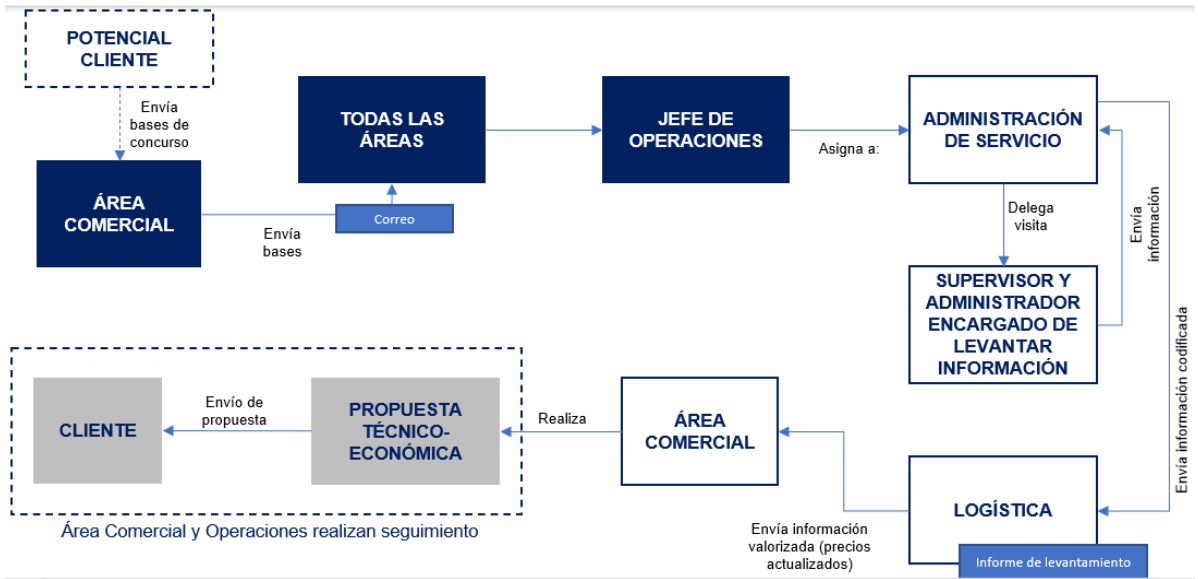 POTENCIAL
CLIENTE
Envía
bases de
concurso
ÁREA
COMERCIAL
Envía
bases
TODAS LAS
ÁREAS
Correo
JEFE DE
OPERACIONES
Asigna a:
ADMINISTRACIÓN
DE SERVICIO
Delega
visita
Envía
información
SUPERVISOR Y
ADMINISTRADOR
ENCARGADO DE
LEVANTAR
INFORMACIÓN
Envía información codificada
LOGÍSTICA
Informe de levantamiento
Envía información
valorizada (precios
actualizados)
ÁREA
COMERCIAL
Realiza
PROPUESTA
TÉCNICO-
ECONÓMICA
Envío de
propuesta
CLIENTE
Área Comercial y Operaciones realizan seguimiento